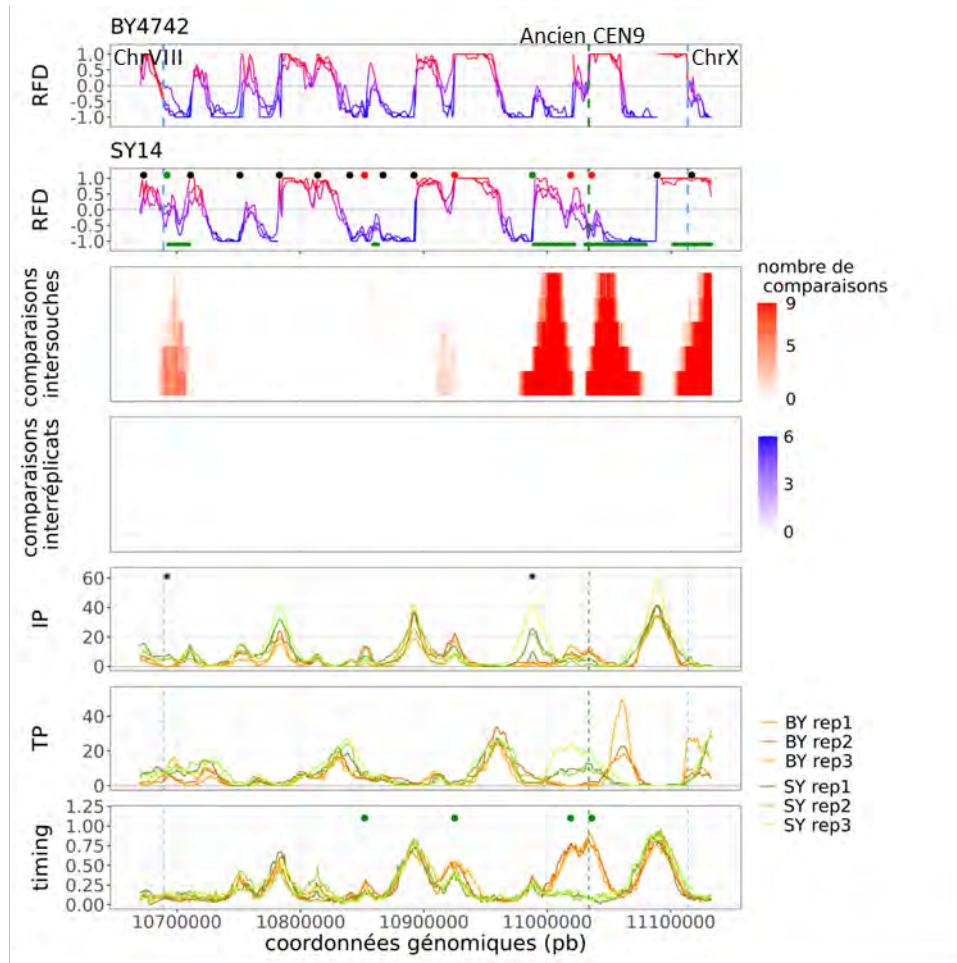 BY4742
Ancien CEN9
ChrVIII
ChrX
RFD
1.0
0.5
0.0
-0.5
-1.0
SY14
RFD
1.0
0.5
0.0
-0.5
-1.0
comparaisons
intersouches
nombre de
comparaisons
9
5
0
comparaisons
interréplicats
6
3
0
IP
60
40
20
0
TP
40
20
0
BY rep1
BY rep2
BY rep3
SY rep1
SY rep2
SY rep3
timing
1.25
1.00
0.75
0.50
0.25
0.00
10700000
10800000
10900000
11000000
11100000
coordonnées génomiques (pb)